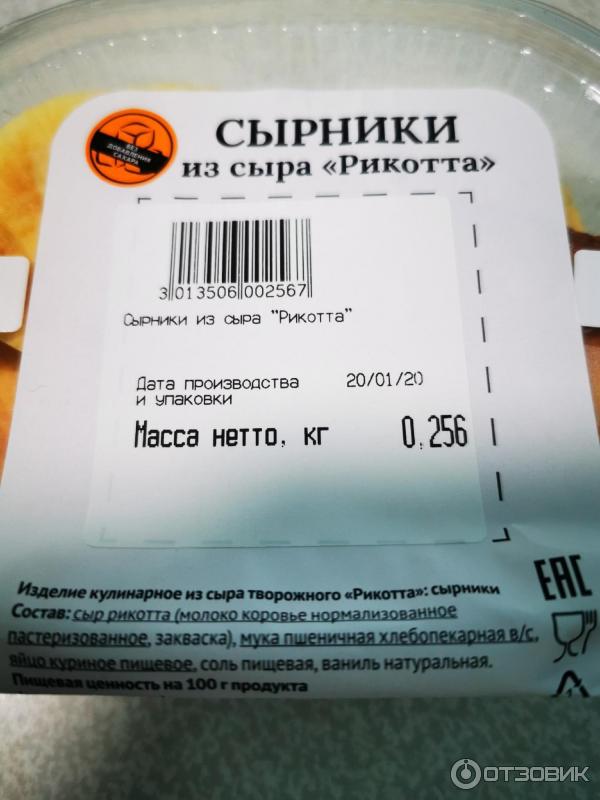 БЕЗ
ДОБАВЛЕНИЯ
САХАРА
СЫРНИКИ
из сыра «Рикотта»
3 013506 002567
Сырники из сыра "Рикотта"
Дата производства 20/01/20
и упаковки
Масса нетто, кг 0,256
Изделие кулинарное из сыра творожного «Рикотта»: сырники
Состав: сыр рикотта (молоко коровье нормализованное
пастеризованное, закваска), мука пшеничная хлебопекарная в/с,
яйцо куриное пищевое, соль пищевая, ваниль натуральная.
Пищевая ценность на 100 г продукта
EAC
ОТЗОВИК